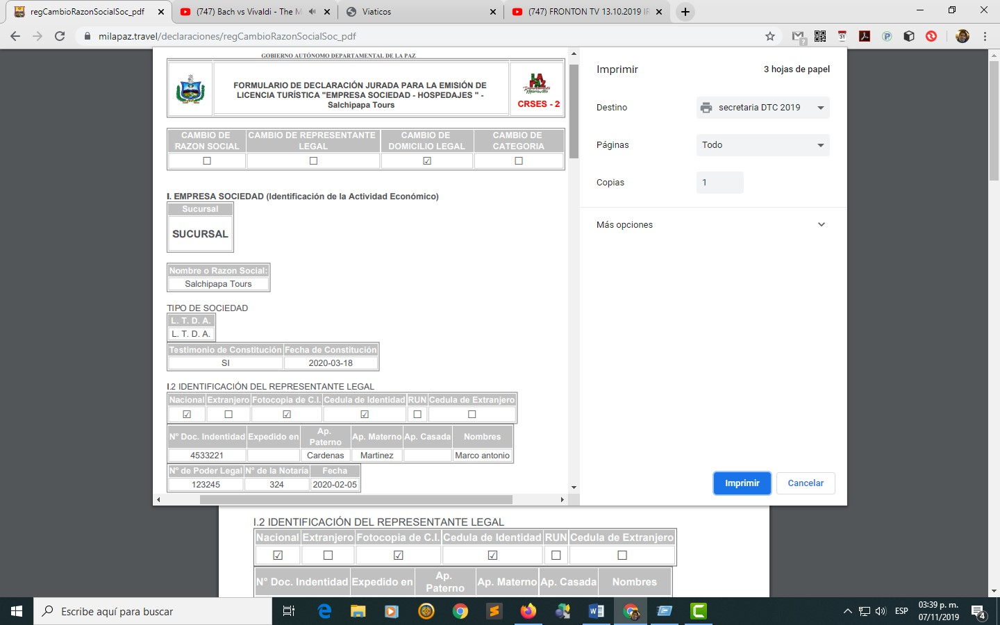 regCambioRazonSocialSoc_pdf
(747) Bach vs Vivaldi - The M
Viaticos
(747) FRONTON TV 13.10.2019 IF
milapaz.travel/declaraciones/regCambioRazonSocialSoc_pdf
GOBIERNO AUTÓNOMO DEPARTAMENTAL DE LA PAZ
FORMULARIO DE DECLARACIÓN JURADA PARA LA EMISIÓN DE
LICENCIA TURÍSTICA "EMPRESA SOCIEDAD - HOSPEDAJES " -
Salchipapa Tours
CRSES - 2
CAMBIO DE RAZON SOCIAL
CAMBIO DE REPRESENTANTE LEGAL
CAMBIO DE DOMICILIO LEGAL
CAMBIO DE CATEGORIA
☐ ☐ ☑ ☐
I. EMPRESA SOCIEDAD (Identificación de la Actividad Económico)
Sucursal
SUCURSAL
Nombre o Razon Social:
Salchipapa Tours
TIPO DE SOCIEDAD
L. T. D. A.
L. T. D. A.
Testimonio de Constitución Fecha de Constitución
SI 2020-03-18
I.2 IDENTIFICACIÓN DEL REPRESENTANTE LEGAL
Nacional Extranjero Fotocopia de C.I. Cedula de Identidad RUN Cedula de Extranjero
☑ ☐ ☑ ☑ ☐ ☐
N° Doc. Indentidad Expedido en Ap. Paterno Ap. Materno Ap. Casada Nombres
4533221 Cardenas Martinez Marco antonio
N° de Poder Legal N° de la Notaria Fecha
123245 324 2020-02-05
Imprimir 3 hojas de papel
Destino secretaria DTC 2019
Páginas Todo
Copias 1
Más opciones
Imprimir Cancelar
I.2 IDENTIFICACIÓN DEL REPRESENTANTE LEGAL
Nacional Extranjero Fotocopia de C.I. Cedula de Identidad RUN Cedula de Extranjero
☑ ☐ ☑ ☑ ☐ ☐
N° Doc. Indentidad Expedido en Ap. Paterno Ap. Materno Ap. Casada Nombres
Escribe aquí para buscar
ESP
03:39 p. m.
07/11/2019
4